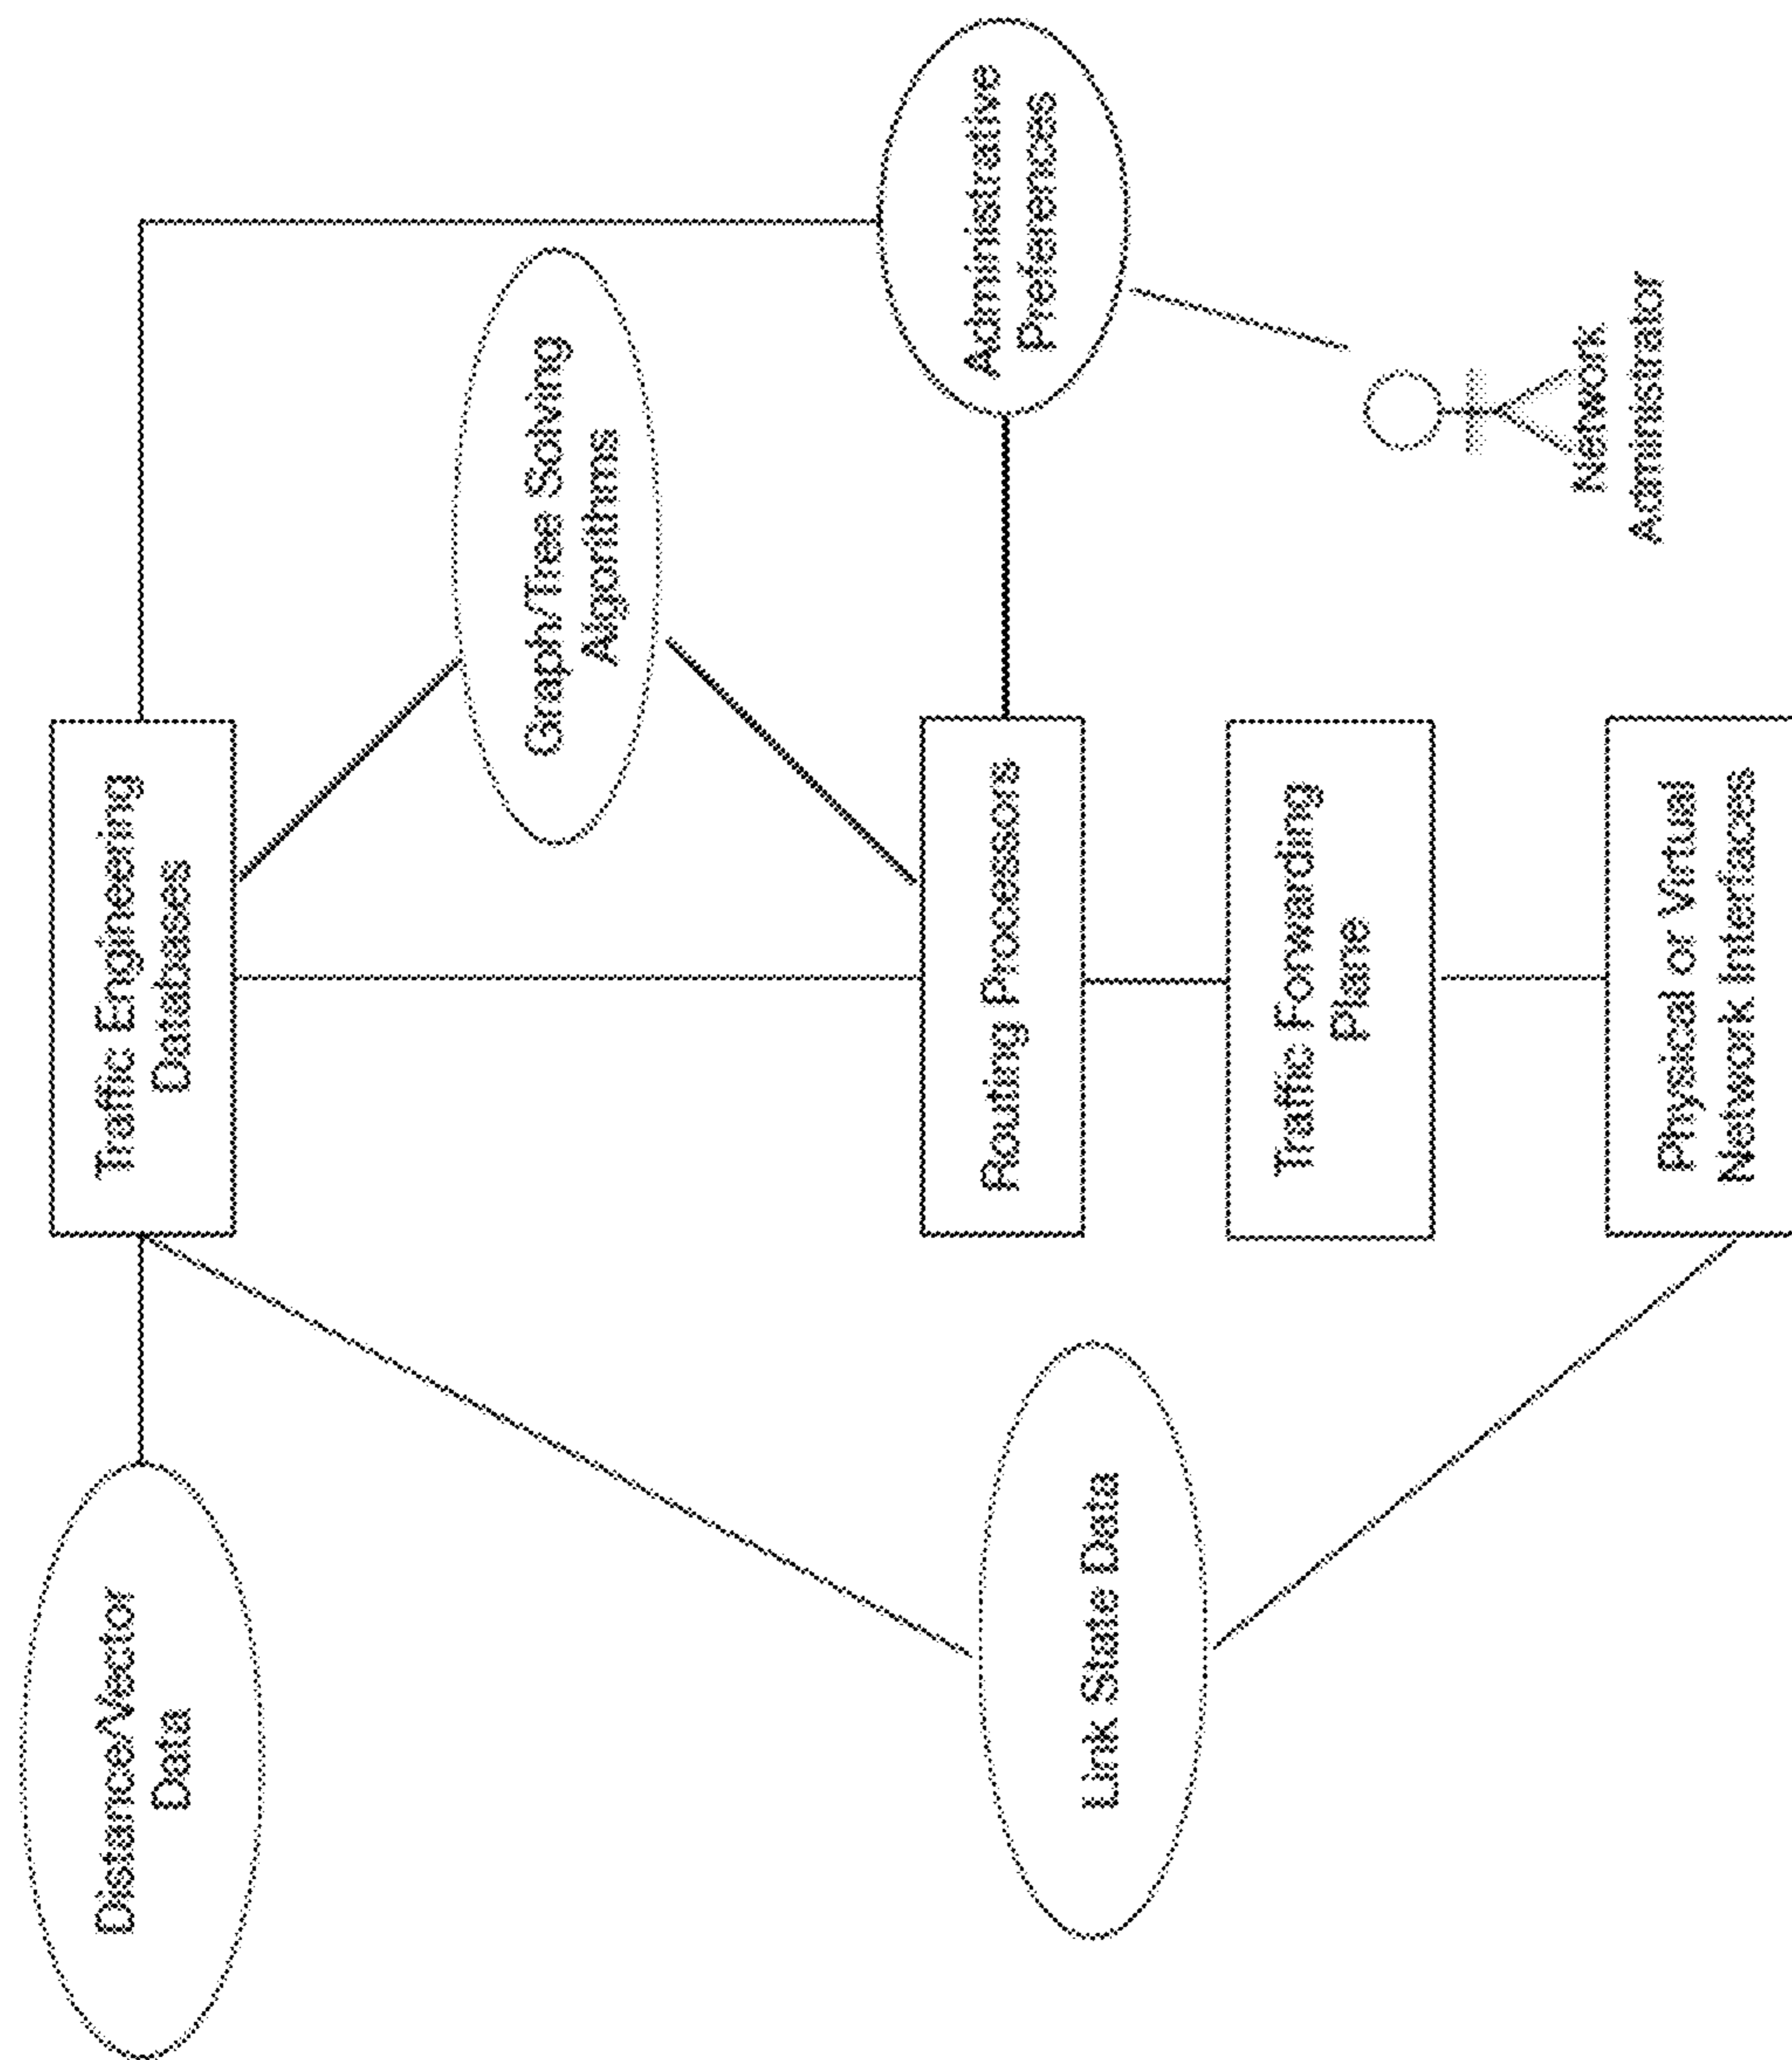 Distance/Vector
Data
Traffic Engineering
Databases
Graph/Tree Solving
Algorithms
Administrative
Preferences
Link State Data
Routing Processors
Traffic Forwarding
Plane
Network
Administrator
Physical or Virtual
Network Interfaces